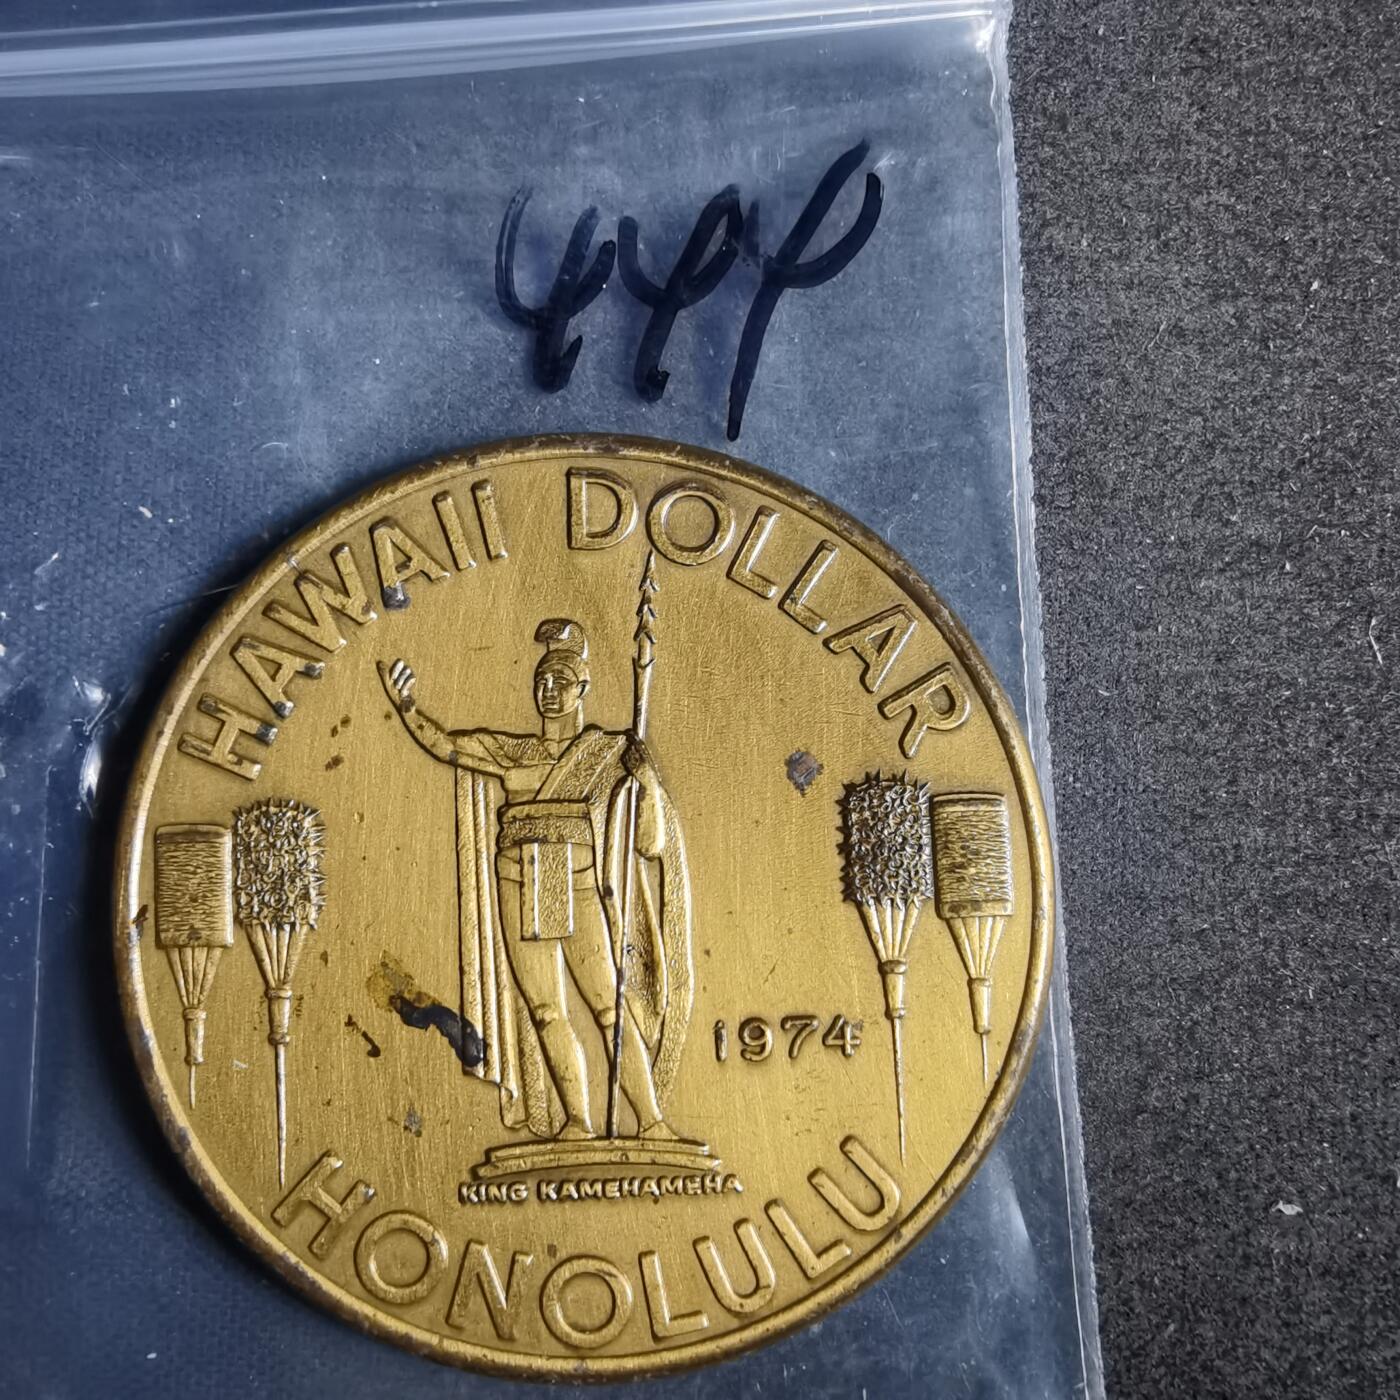 HAWAII DOLLAR
1974
KING KAMEHAMEHA
HONOLULU